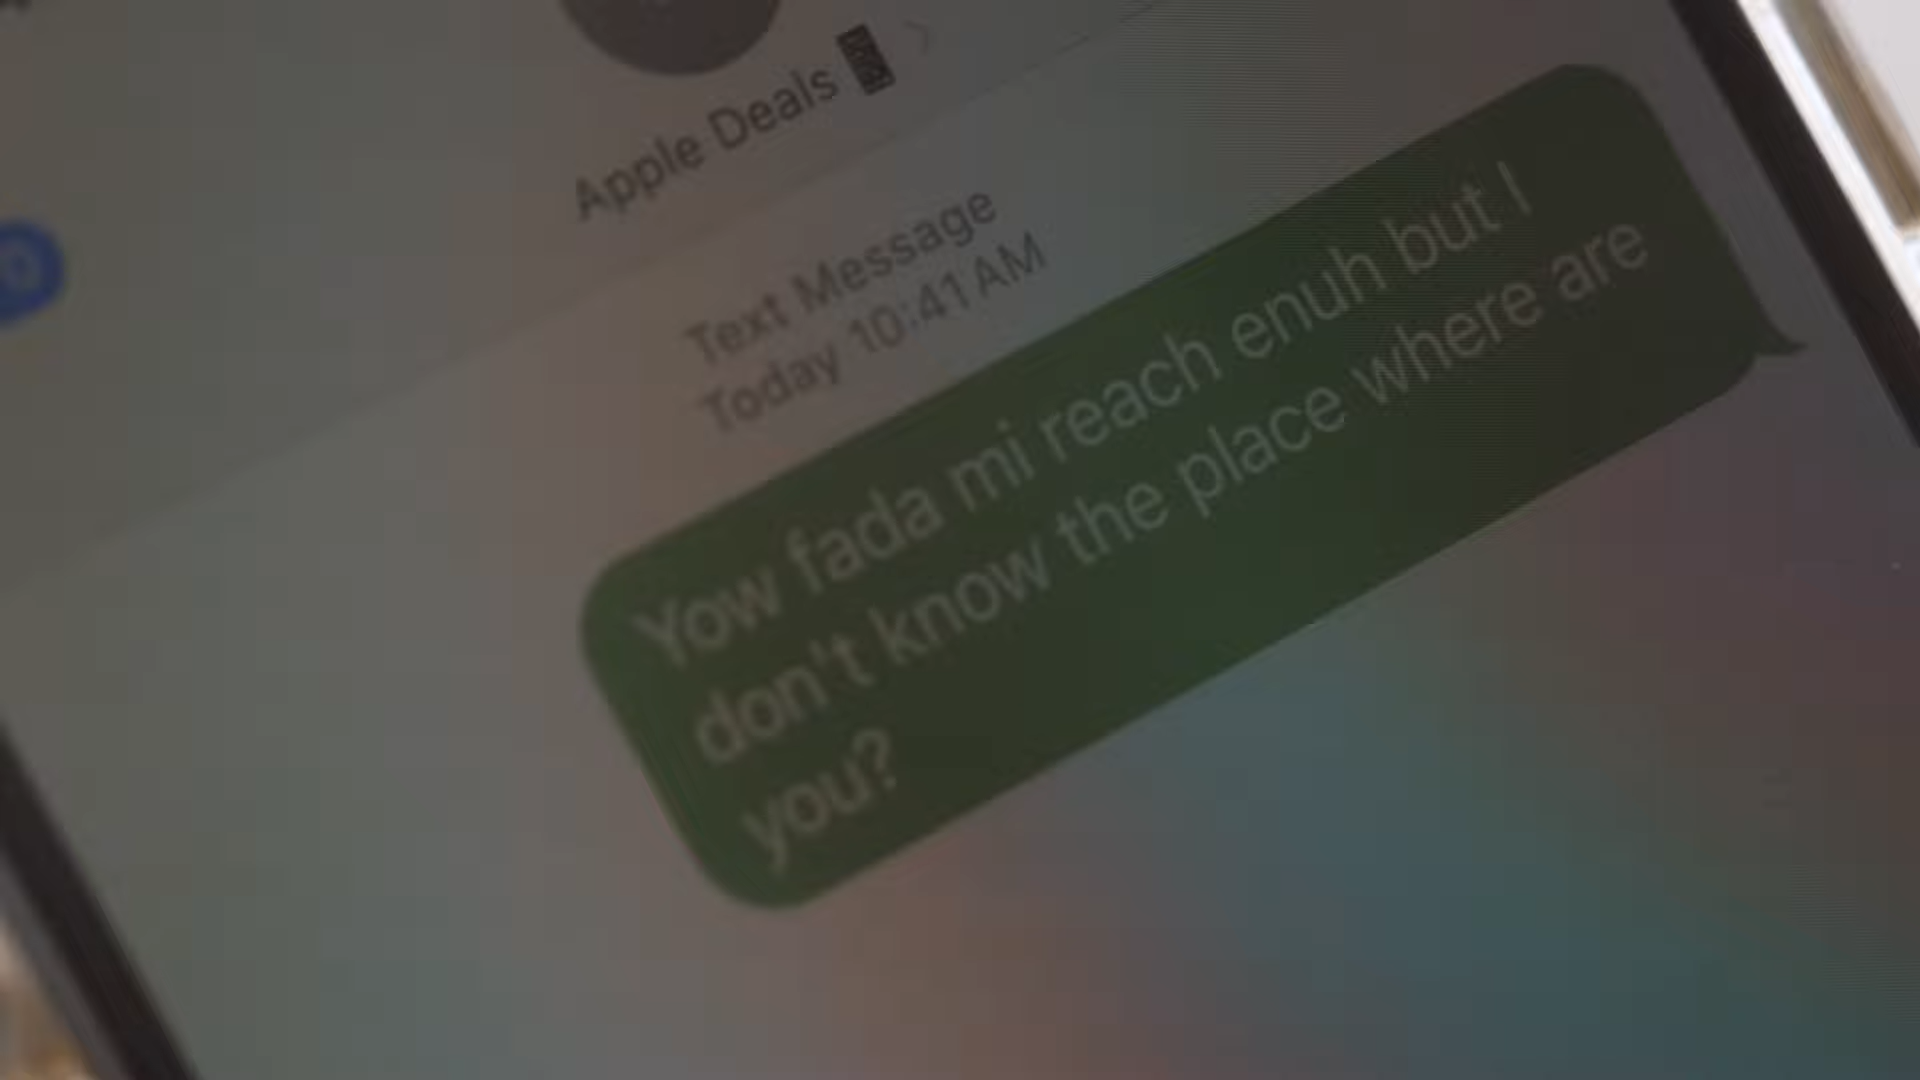 Apple Deals
Text Message
Today 10:41 AM
Yow fada mi reach enuh but I
don't know the place where are
you?